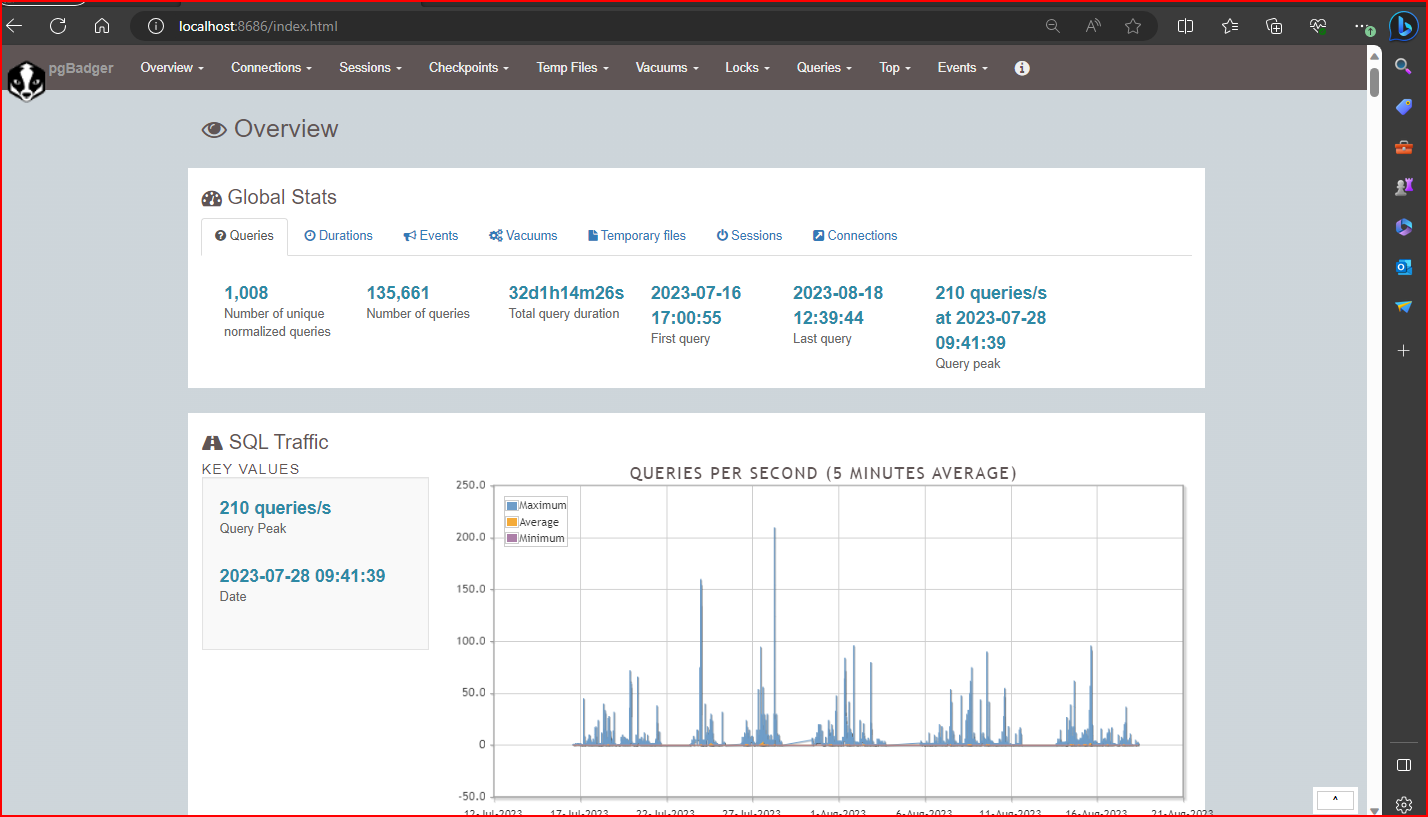 localhost:8686/index.html
pgBadger Overview Connections Sessions Checkpoints Temp Files Vacuums Locks Queries Top Events
Overview
Global Stats
Queries Durations Events Vacuums Temporary files Sessions Connections
1,008
Number of unique
normalized queries
135,661
Number of queries
32d1h14m26s
Total query duration
2023-07-16
17:00:55
First query
2023-08-18
12:39:44
Last query
210 queries/s
at 2023-07-28
09:41:39
Query peak
SQL Traffic
KEY VALUES
210 queries/s
Query Peak
2023-07-28 09:41:39
Date
QUERIES PER SECOND (5 MINUTES AVERAGE)
Maximum
Average
Minimum
250.0
200.0
150.0
100.0
50.0
0
-50.0
12-Jul-2023 17-Jul-2023 22-Jul-2023 27-Jul-2023 1-Aug-2023 6-Aug-2023 11-Aug-2023 16-Aug-2023 21-Aug-2023